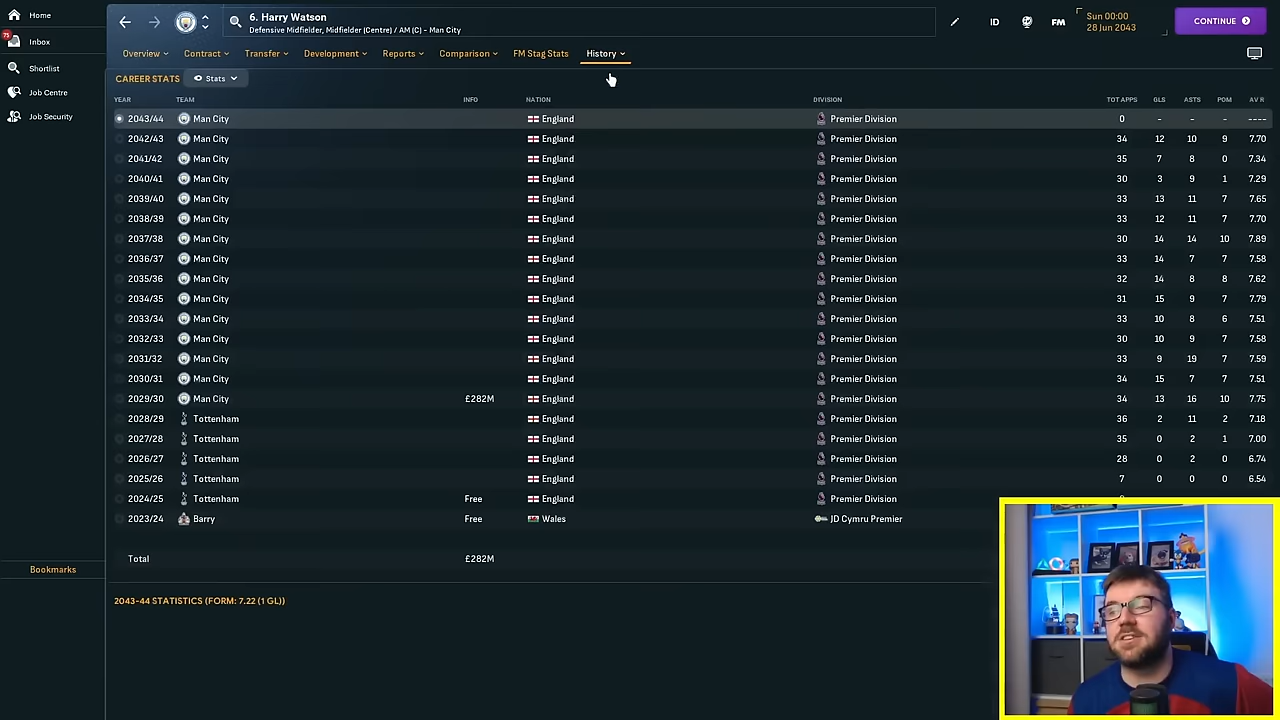 Home
75
Inbox
Shortlist
Job Centre
Job Security
Bookmarks
6. Harry Watson
Defensive Midfielder, Midfielder (Centre) / AM (C) - Man City
ID
FM
Sun 00:00
28 Jun 2043
CONTINUE
Overview Contract Transfer Development Reports Comparison FM Stag Stats History
CAREER STATS Stats
YEAR TEAM INFO NATION DIVISION TOT APPS GLS ASTS POM AV R
2043/44 Man City England Premier Division 0 - - - ----
2042/43 Man City England Premier Division 34 12 10 9 7.70
2041/42 Man City England Premier Division 35 7 8 0 7.34
2040/41 Man City England Premier Division 30 3 9 1 7.29
2039/40 Man City England Premier Division 33 13 11 7 7.65
2038/39 Man City England Premier Division 33 12 11 7 7.70
2037/38 Man City England Premier Division 30 14 14 10 7.89
2036/37 Man City England Premier Division 33 14 7 7 7.58
2035/36 Man City England Premier Division 32 14 8 8 7.62
2034/35 Man City England Premier Division 31 15 9 7 7.79
2033/34 Man City England Premier Division 33 10 8 6 7.51
2032/33 Man City England Premier Division 30 10 9 7 7.58
2031/32 Man City England Premier Division 33 9 19 7 7.59
2030/31 Man City England Premier Division 34 15 7 7 7.51
2029/30 Man City £282M England Premier Division 34 13 16 10 7.75
2028/29 Tottenham England Premier Division 36 2 11 2 7.18
2027/28 Tottenham England Premier Division 35 0 2 1 7.00
2026/27 Tottenham England Premier Division 28 0 2 0 6.74
2025/26 Tottenham England Premier Division 7 0 0 0 6.54
2024/25 Tottenham Free England Premier Division
2023/24 Barry Free Wales JD Cymru Premier
Total £282M
2043-44 STATISTICS (FORM: 7.22 (1 GL))